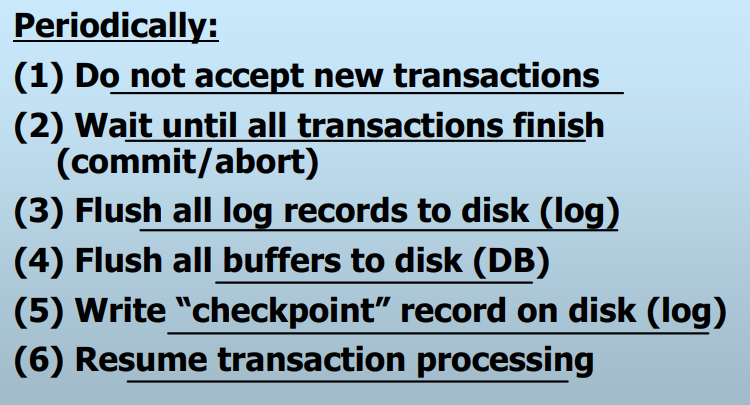 Periodically:
(1) Do not accept new transactions
(2) Wait until all transactions finish
(commit/abort)
(3) Flush all log records to disk (log)
(4) Flush all buffers to disk (DB)
(5) Write “checkpoint” record on disk (log)
(6) Resume transaction processing